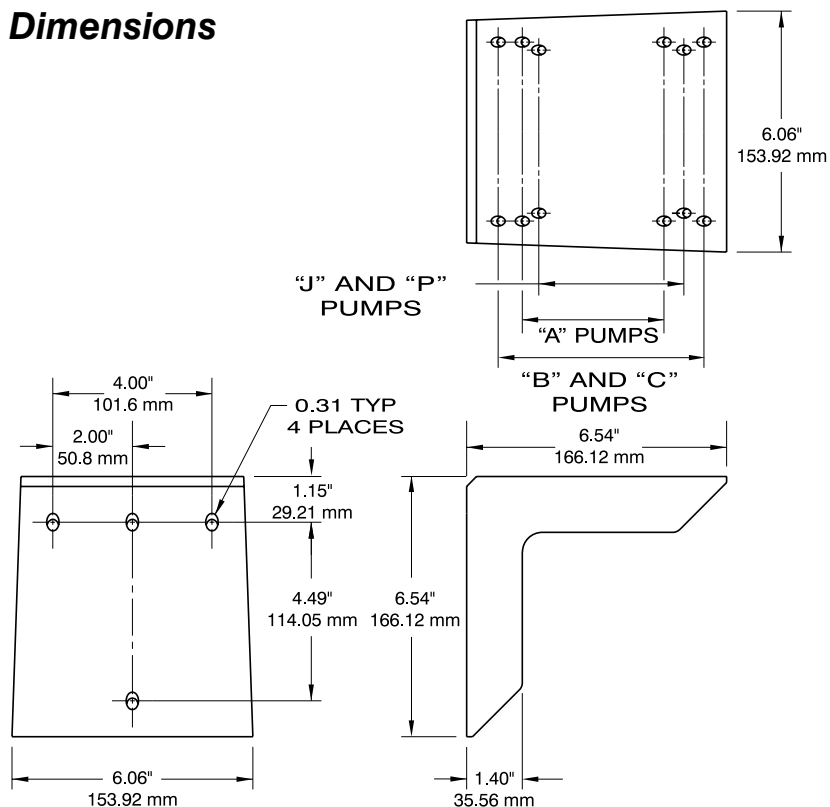 Dimensions
6.06"
153.92 mm
“J” AND “P”
PUMPS
“A” PUMPS
“B” AND “C”
PUMPS
4.00"
101.6 mm
2.00"
50.8 mm
0.31 TYP
4 PLACES
1.15"
29.21 mm
4.49"
114.05 mm
6.06"
153.92 mm
6.54"
166.12 mm
6.54"
166.12 mm
1.40"
35.56 mm